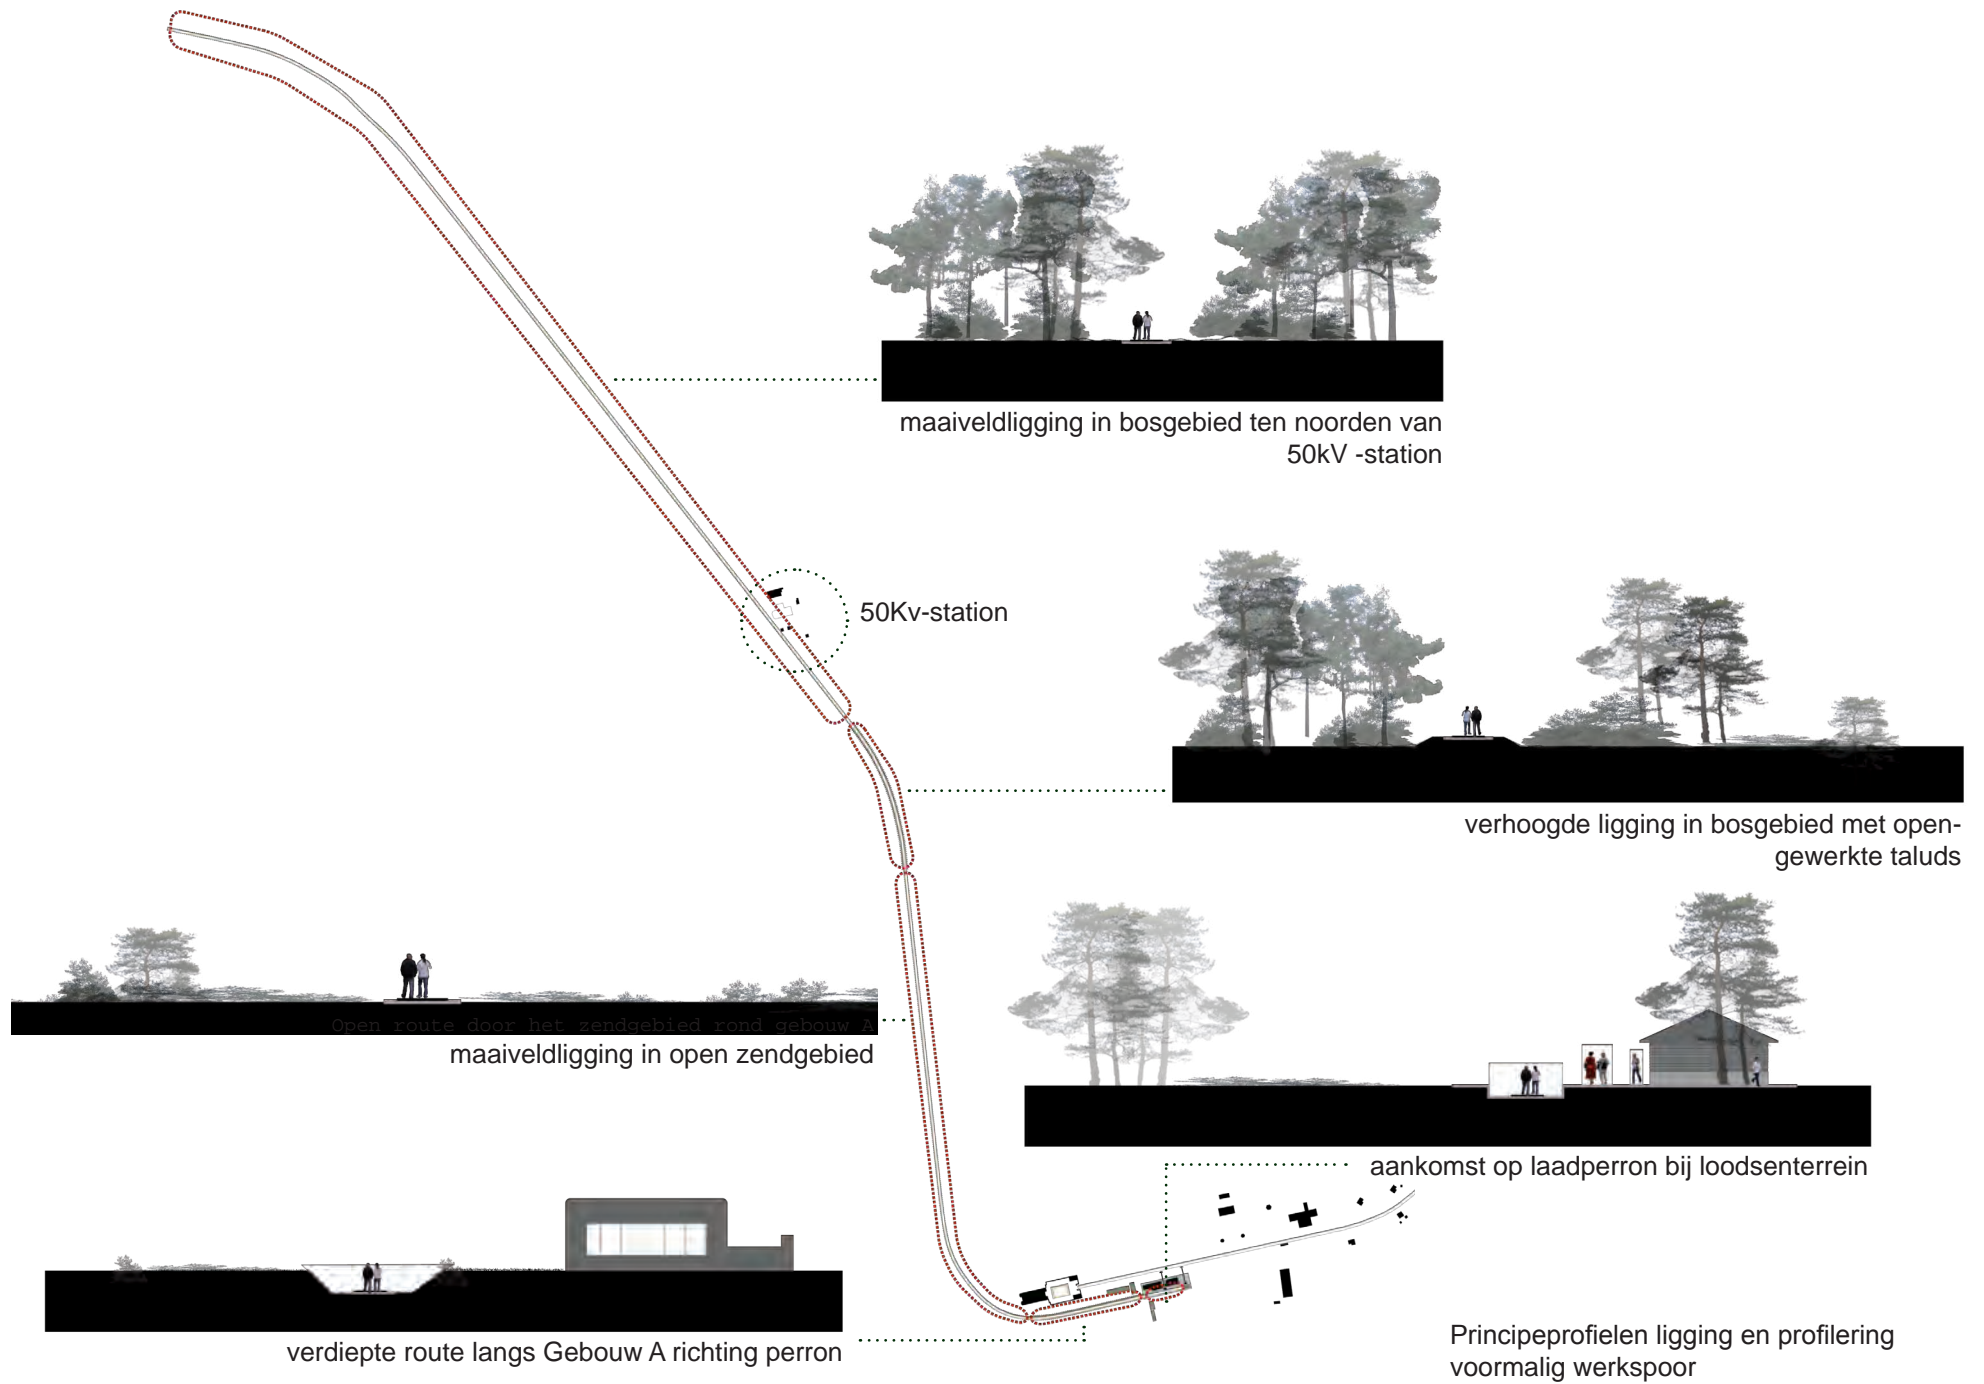 maaiveldligging in bosgebied ten noorden van
50kV -station
50Kv-station
verhoogde ligging in bosgebied met open-
gewerkte taluds
Open route door het zendgebied rond gebouw A
maaiveldligging in open zendgebied
aankomst op laadperron bij loodsenterrein
verdiepte route langs Gebouw A richting perron
Principeprofielen ligging en profilering
voormalig werkspoor